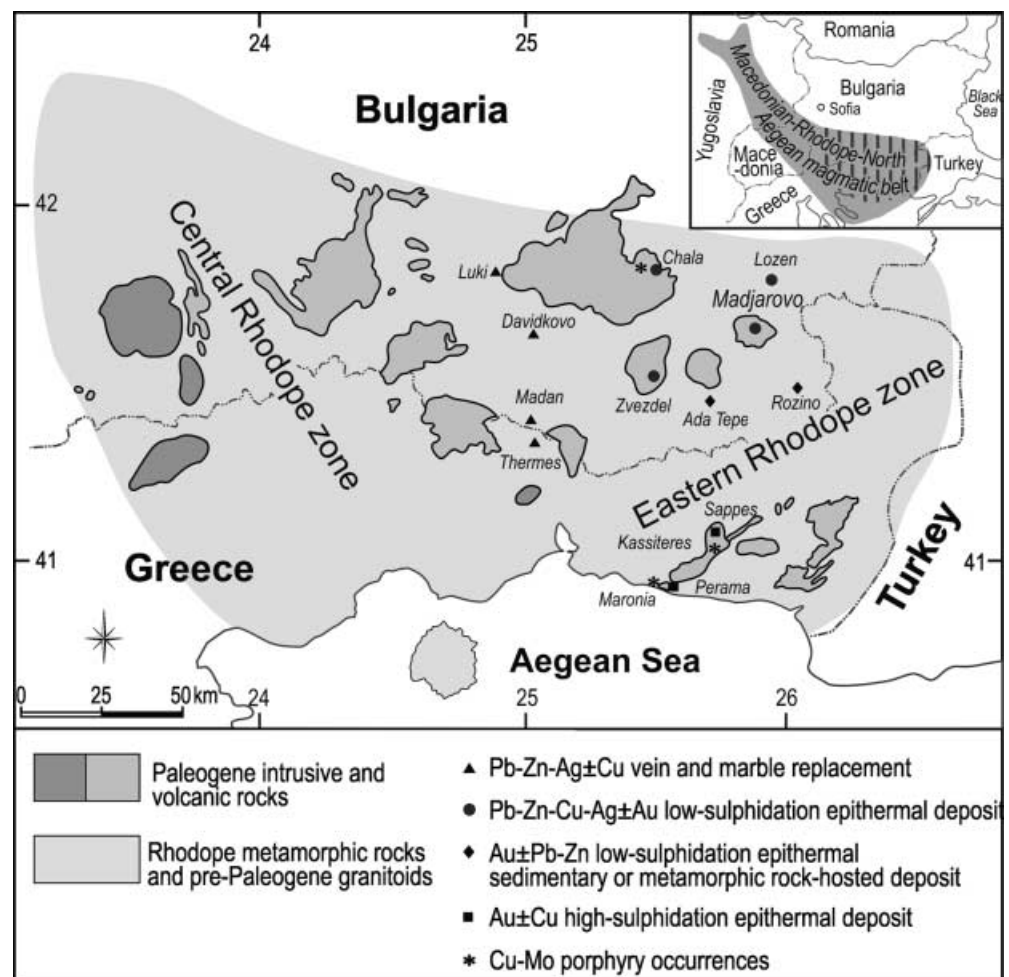 24
25
Romania
Bulgaria
Sofia
Black
Sea
Yugoslavia
Macedonian-Rhodope-North
Aegean magmatic belt
Mace
-donia
Turkey
Greece
Bulgaria
42
Central Rhodope zone
Luki
Chala
Lozen
Madjarovo
Davidkovo
Zvezdel
Ada Tepe
Rozino
Madan
Thermes
Eastern Rhodope zone
Sappes
Kassiteres
41
Greece
41
Maronia
Perama
Turkey
Aegean Sea
0 25 50 km
24
25
26
Paleogene intrusive and
volcanic rocks
Rhodope metamorphic rocks
and pre-Paleogene granitoids
Pb-Zn-Ag±Cu vein and marble replacement
Pb-Zn-Cu-Ag±Au low-sulphidation epithermal deposit
Au±Pb-Zn low-sulphidation epithermal
sedimentary or metamorphic rock-hosted deposit
Au±Cu high-sulphidation epithermal deposit
Cu-Mo porphyry occurrences